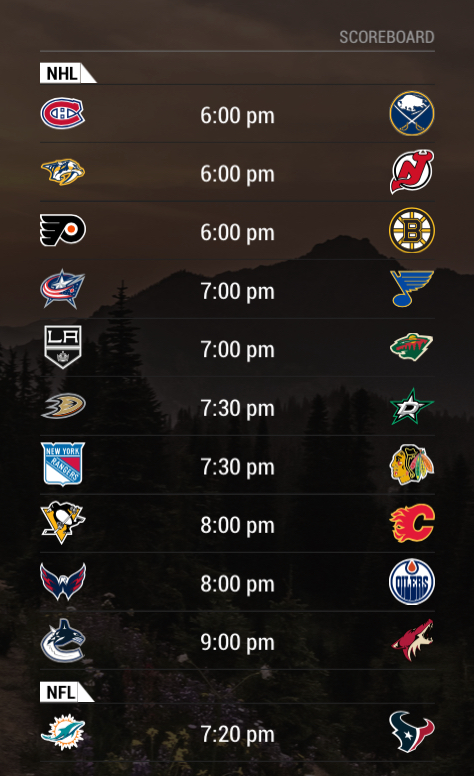 SCOREBOARD
NHL
6:00 pm
6:00 pm
6:00 pm
B
7:00 pm
LA
7:00 pm
7:30 pm
D
NEW YORK
RANGERS
7:30 pm
8:00 pm
8:00 pm
OILERS
9:00 pm
NFL
7:20 pm